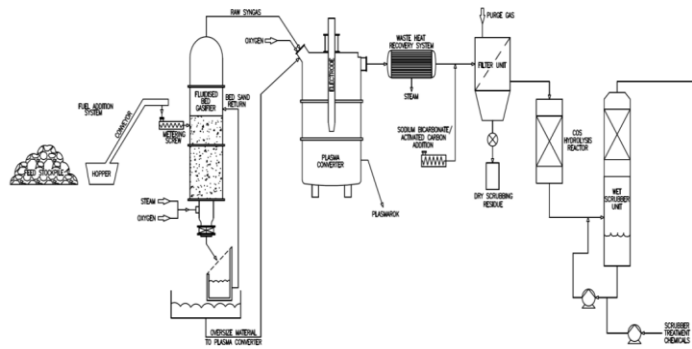 RAW SYNGAS
OXYGEN
ELECTRODE
WASTE HEAT
RECOVERY SYSTEM
STEAM
PURGE GAS
FILTER UNIT
FUEL ADDITION
SYSTEM
CONVEYOR
METERING
SCREW
FLUIDISED
BED
GASIFIER
BED SAND
RETURN
FEED STOCKPILE
HOPPER
STEAM
OXYGEN
PLASMA
CONVERTER
PLASMAROK
SODIUM BICARBONATE/
ACTIVATED CARBON
ADDITION
DRY SCRUBBING
RESIDUE
COS
HYDROLYSIS
REACTOR
WET
SCRUBBER
UNIT
OVERSIZE MATERIAL
TO PLASMA CONVERTER
SCRUBBER
TREATMENT
CHEMICALS